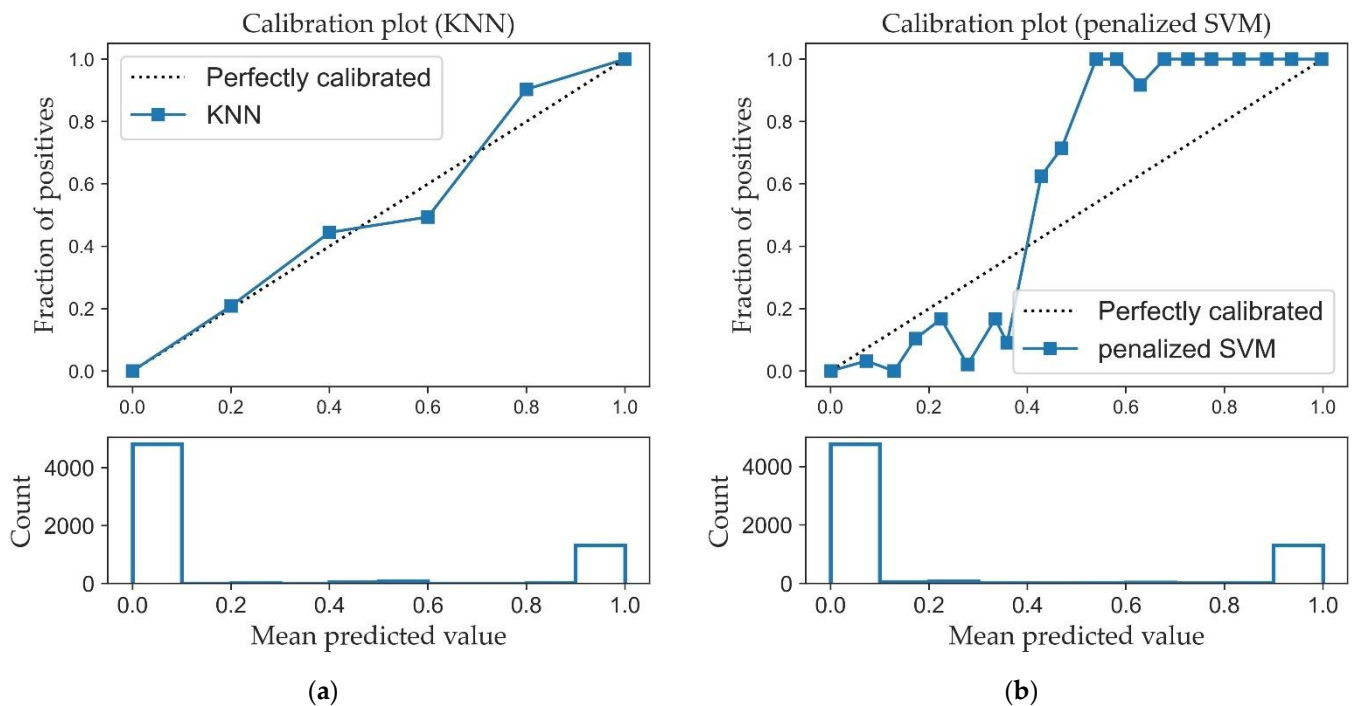 Calibration plot (KNN)
Fraction of positives
1.0
0.8
0.6
0.4
0.2
0.0
Perfectly calibrated
KNN
0.0 0.2 0.4 0.6 0.8 1.0
Count
4000
2000
0
0.0 0.2 0.4 0.6 0.8 1.0
Mean predicted value
(a)
Calibration plot (penalized SVM)
Fraction of positives
1.0
0.8
0.6
0.4
0.2
0.0
Perfectly calibrated
penalized SVM
0.0 0.2 0.4 0.6 0.8 1.0
Count
4000
2000
0
0.0 0.2 0.4 0.6 0.8 1.0
Mean predicted value
(b)